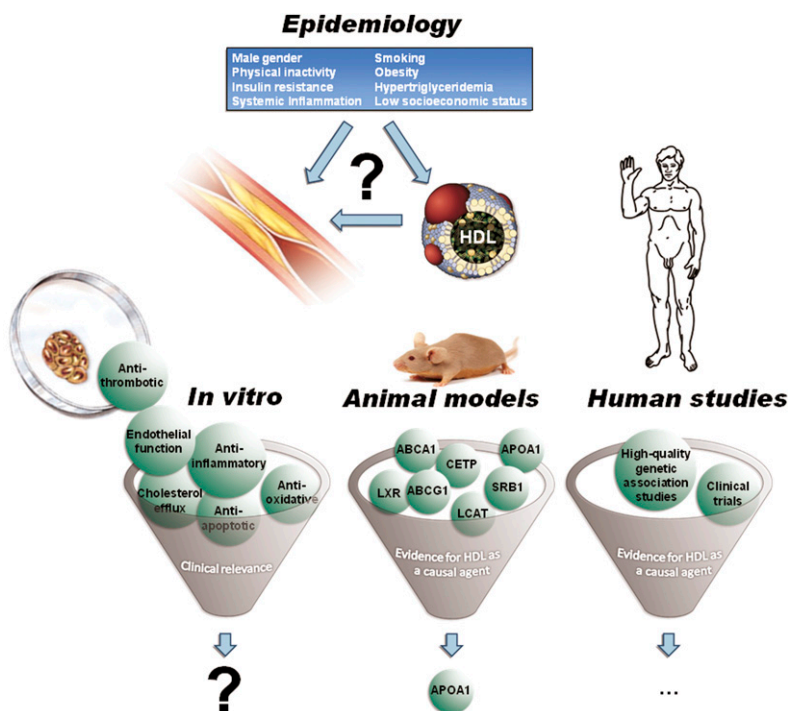 Epidemiology
Male gender
Physical inactivity
Insulin resistance
Systemic Inflammation
Smoking
Obesity
Hypertriglyceridemia
Low socioeconomic status
?
HDL
In vitro
Anti-
thrombotic
Endothelial
function
Anti-
inflammatory
Cholesterol
efflux
Anti-
apoptotic
Anti-
oxidative
Clinical relevance
?
Animal models
ABCA1
CETP
APOA1
LXR
ABCG1
SRB1
LCAT
Evidence for HDL as
a causal agent
APOA1
Human studies
High-quality
genetic
association
studies
Clinical
trials
Evidence for HDL as
a causal agent
...